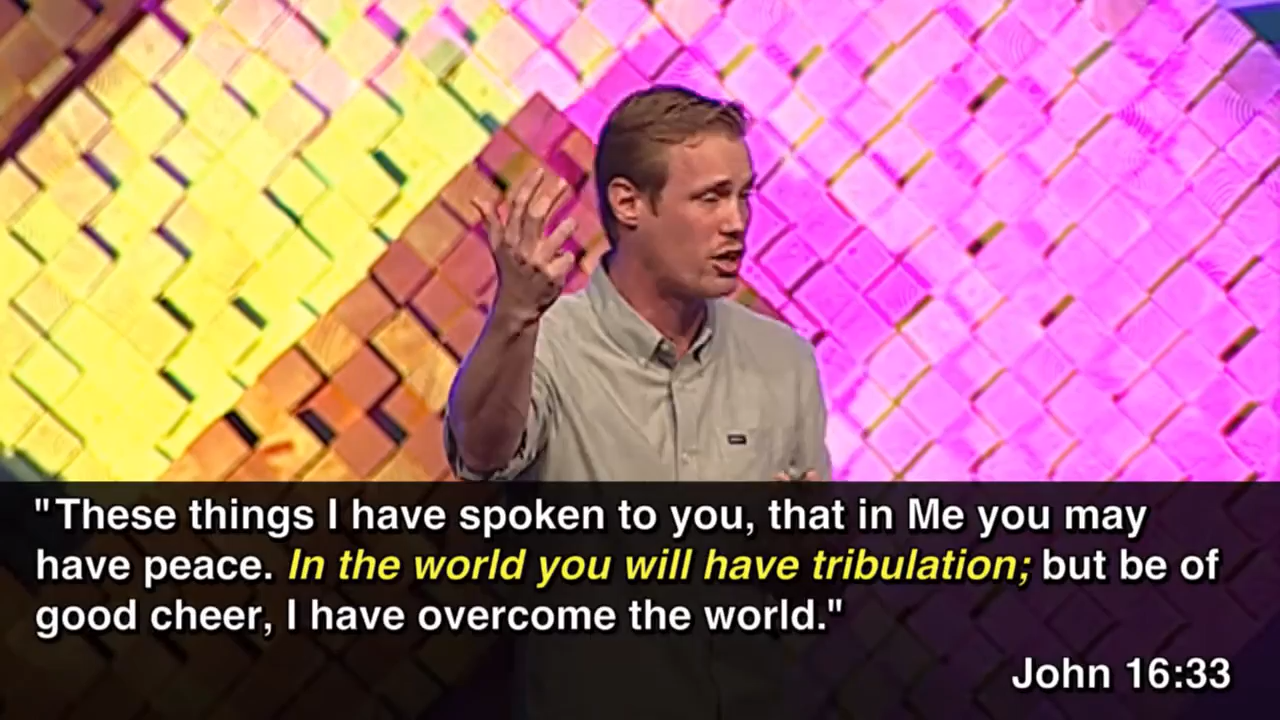 "These things I have spoken to you, that in Me you may
have peace. In the world you will have tribulation; but be of
good cheer, I have overcome the world."
John 16:33